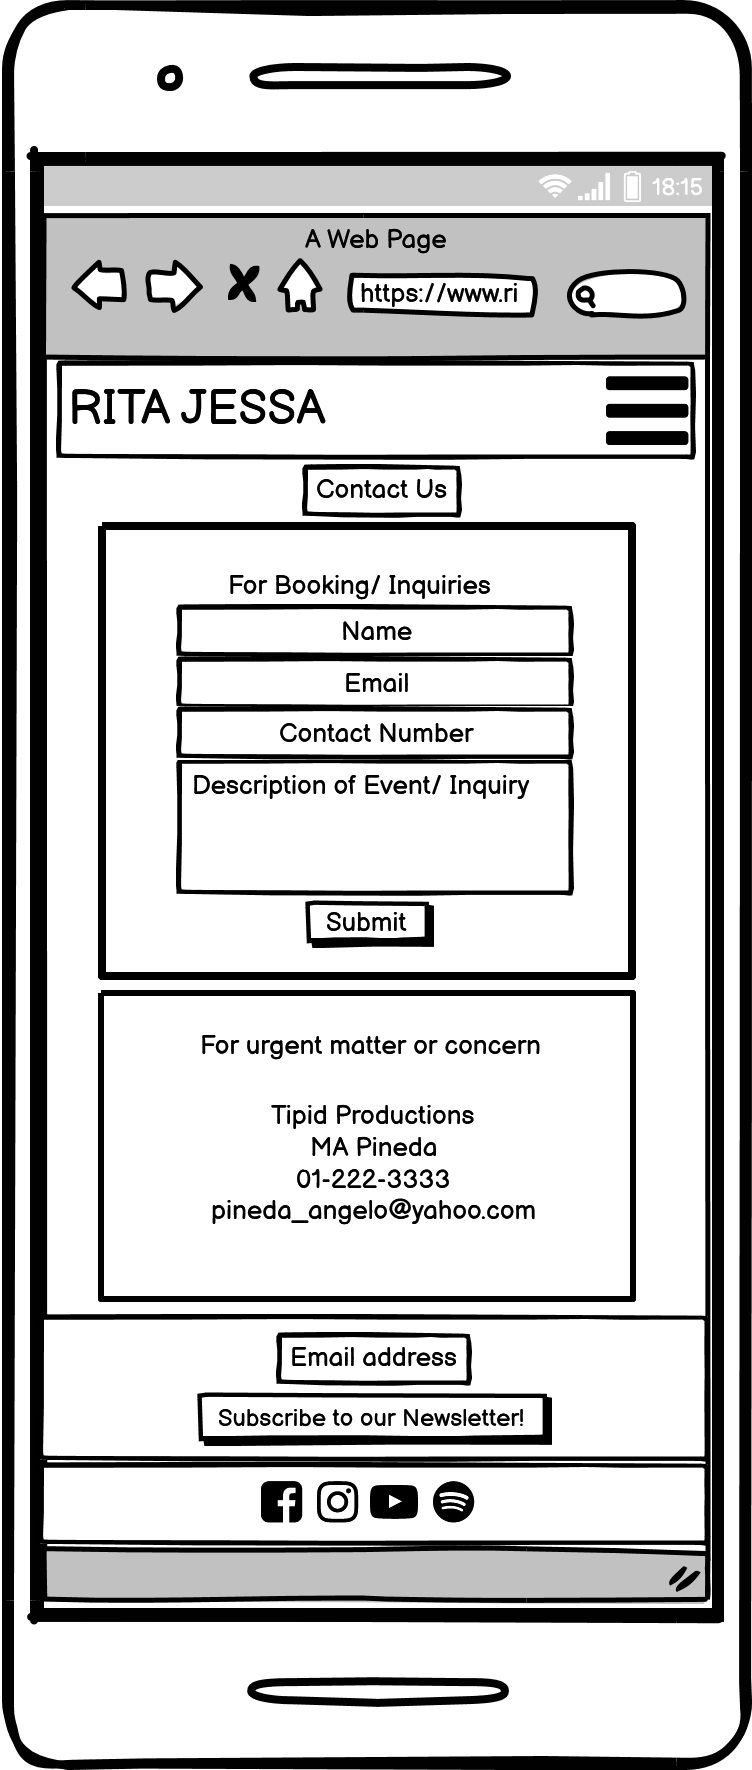 18:15
A Web Page
https://www.ri
RITA JESSA
Contact Us
For Booking/ Inquiries
Name
Email
Contact Number
Description of Event/ Inquiry
Submit
For urgent matter or concern
Tipid Productions
MA Pineda
01-222-3333
pineda_angelo@yahoo.com
Email address
Subscribe to our Newsletter!